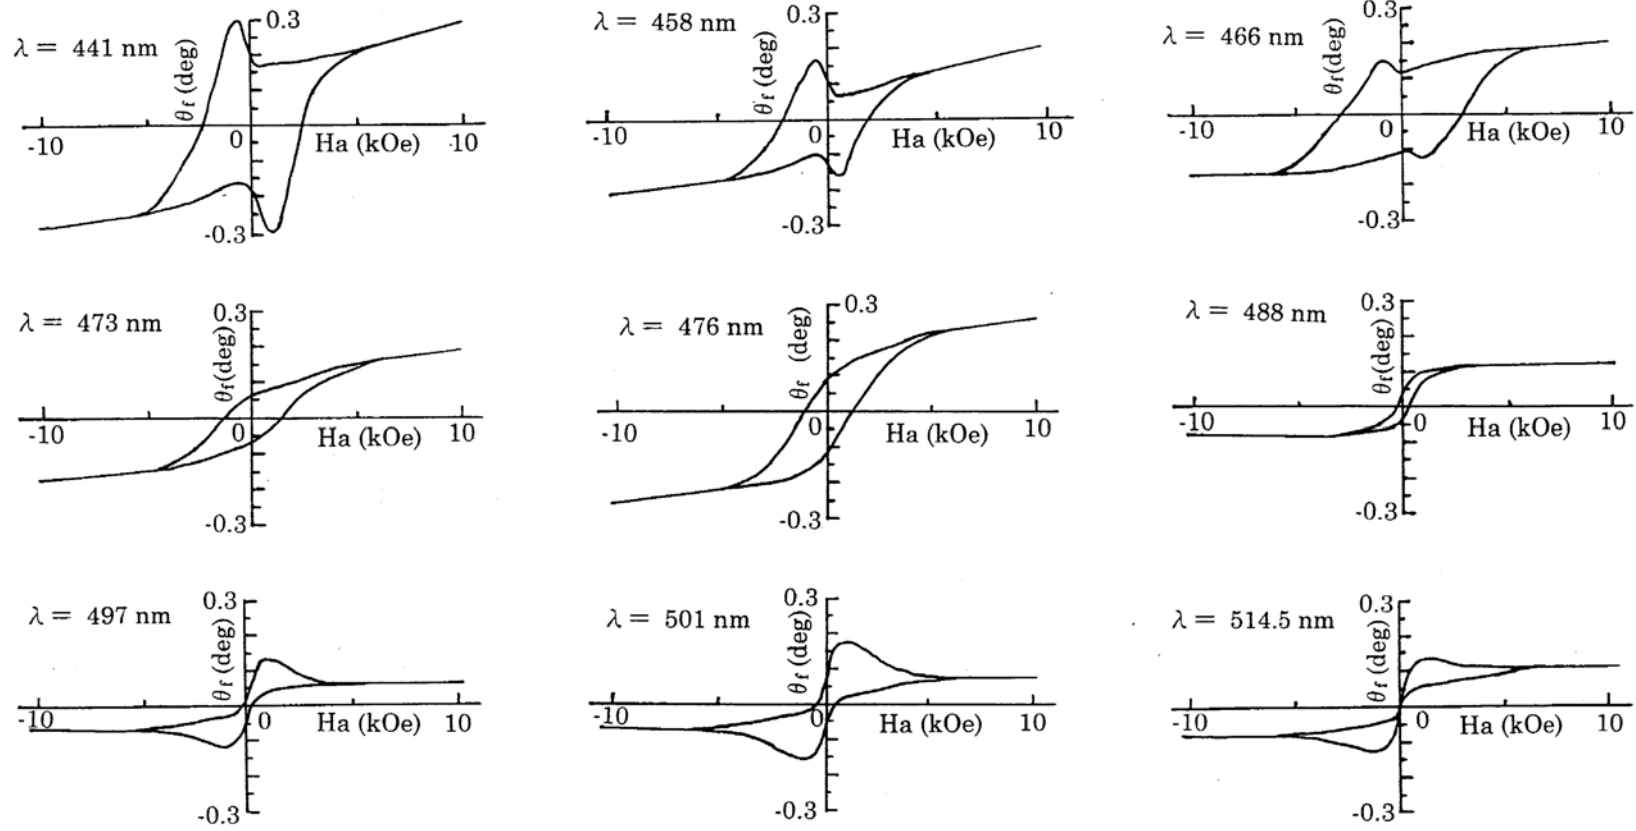 λ = 441 nm
0.3
θf (deg)
-10
0
Ha (kOe)
10
-0.3
λ = 458 nm
0.3
θf (deg)
-10
0
Ha (kOe)
10
-0.3
λ = 466 nm
0.3
θf(deg)
-10
0
Ha (kOe)
10
-0.3
λ = 473 nm
0.3
θf(deg)
-10
0
Ha (kOe)
10
-0.3
λ = 476 nm
0.3
θf (deg)
-10
0
Ha (kOe)
10
-0.3
λ = 488 nm
0.3
θf(deg)
-10
0
Ha (kOe)
10
-0.3
λ = 497 nm
0.3
θf (deg)
-10
0
Ha (kOe)
10
-0.3
λ = 501 nm
0.3
θf (deg)
-10
0
Ha (kOe)
10
-0.3
λ = 514.5 nm
0.3
θf (deg)
-10
0
Ha (kOe)
10
-0.3